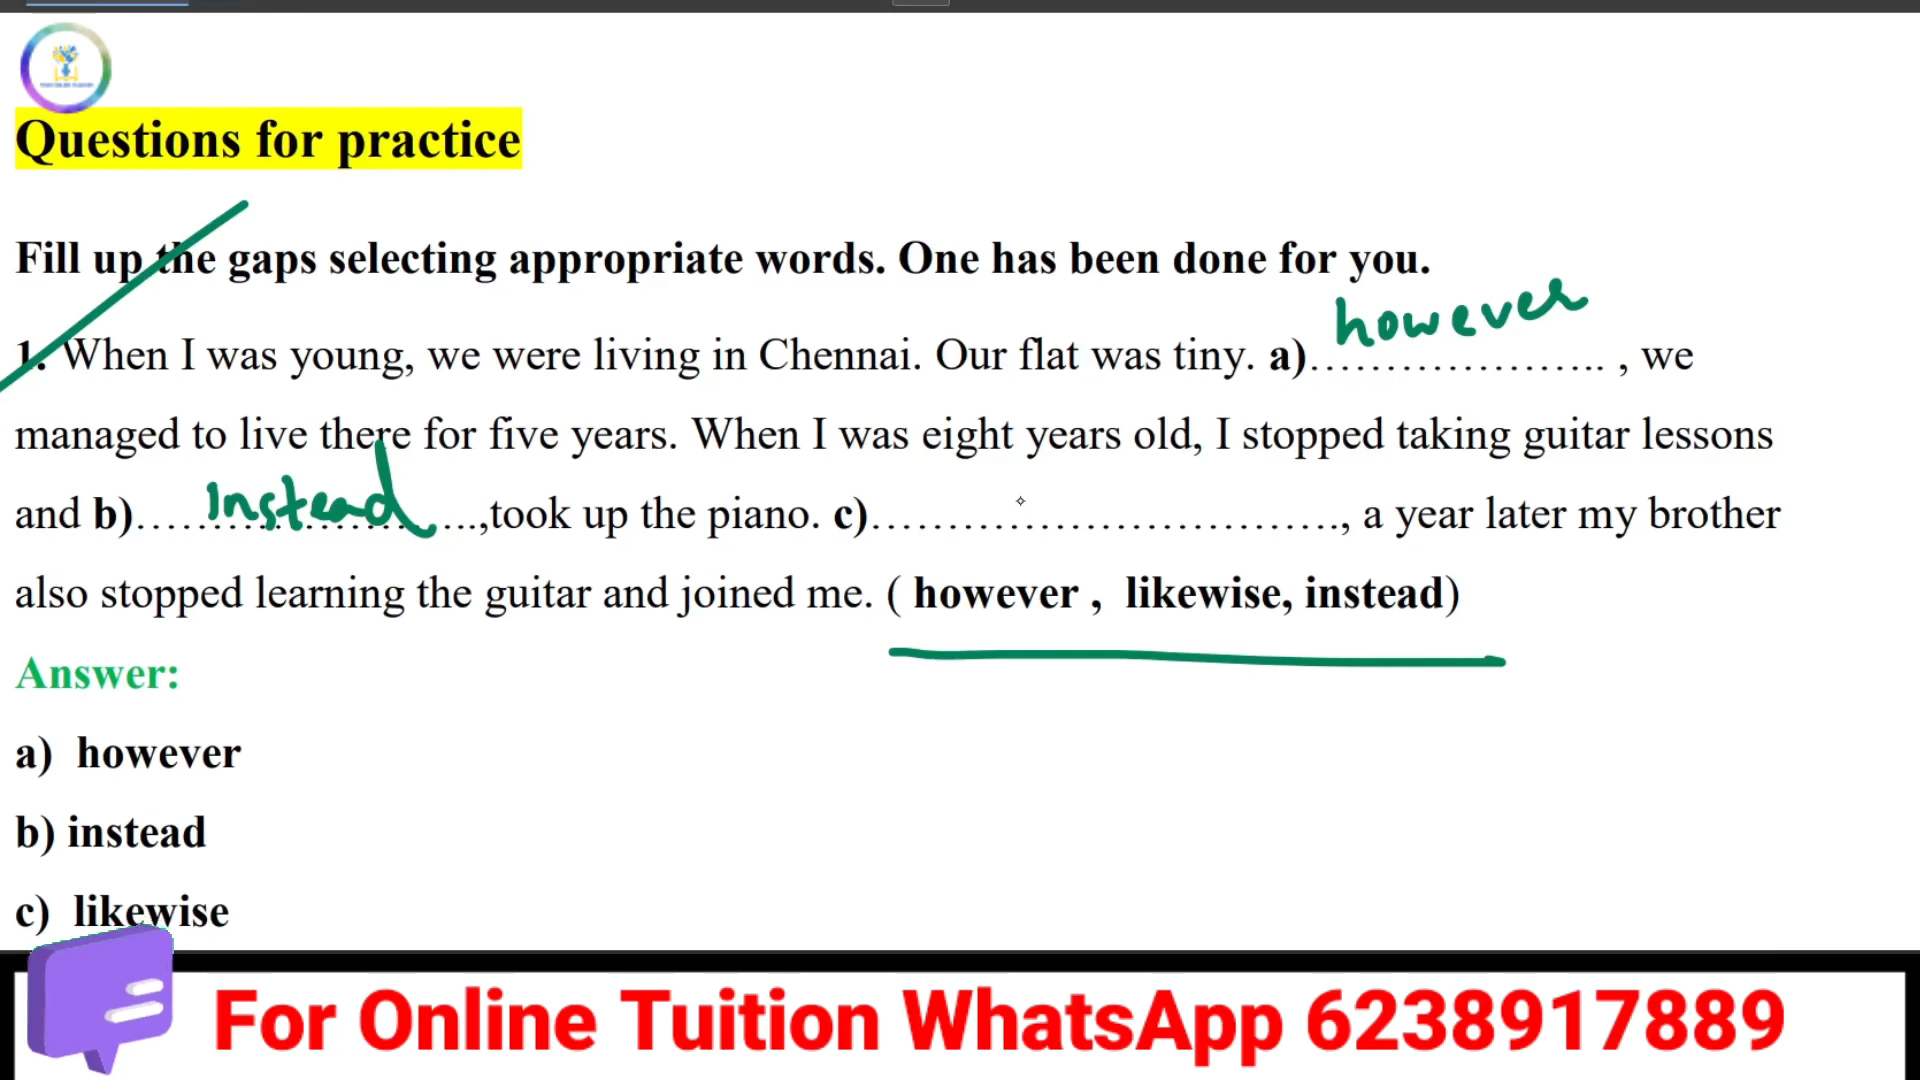 Questions for practice
Fill up the gaps selecting appropriate words. One has been done for you.
however
1. When I was young, we were living in Chennai. Our flat was tiny. a)…………………. , we
managed to live there for five years. When I was eight years old, I stopped taking guitar lessons
Instead
and b)…………………….,took up the piano. c)……………………………., a year later my brother
also stopped learning the guitar and joined me. ( however , likewise, instead)
Answer:
a) however
b) instead
c) likewise
For Online Tuition WhatsApp 6238917889